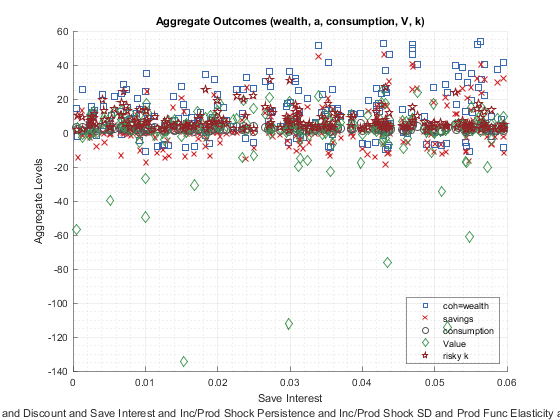 Aggregate Outcomes (wealth, a, consumption, V, k)
60
40
20
0
-20
-40
-60
-80
-100
-120
-140
Aggregate Levels
coh=wealth
savings
consumption
Value
risky k
0
0.01
0.02
0.03
0.04
0.05
0.06
Save Interest
and Discount and Save Interest and Inc/Prod Shock Persistence and Inc/Prod Shock SD and Prod Func Elasticity